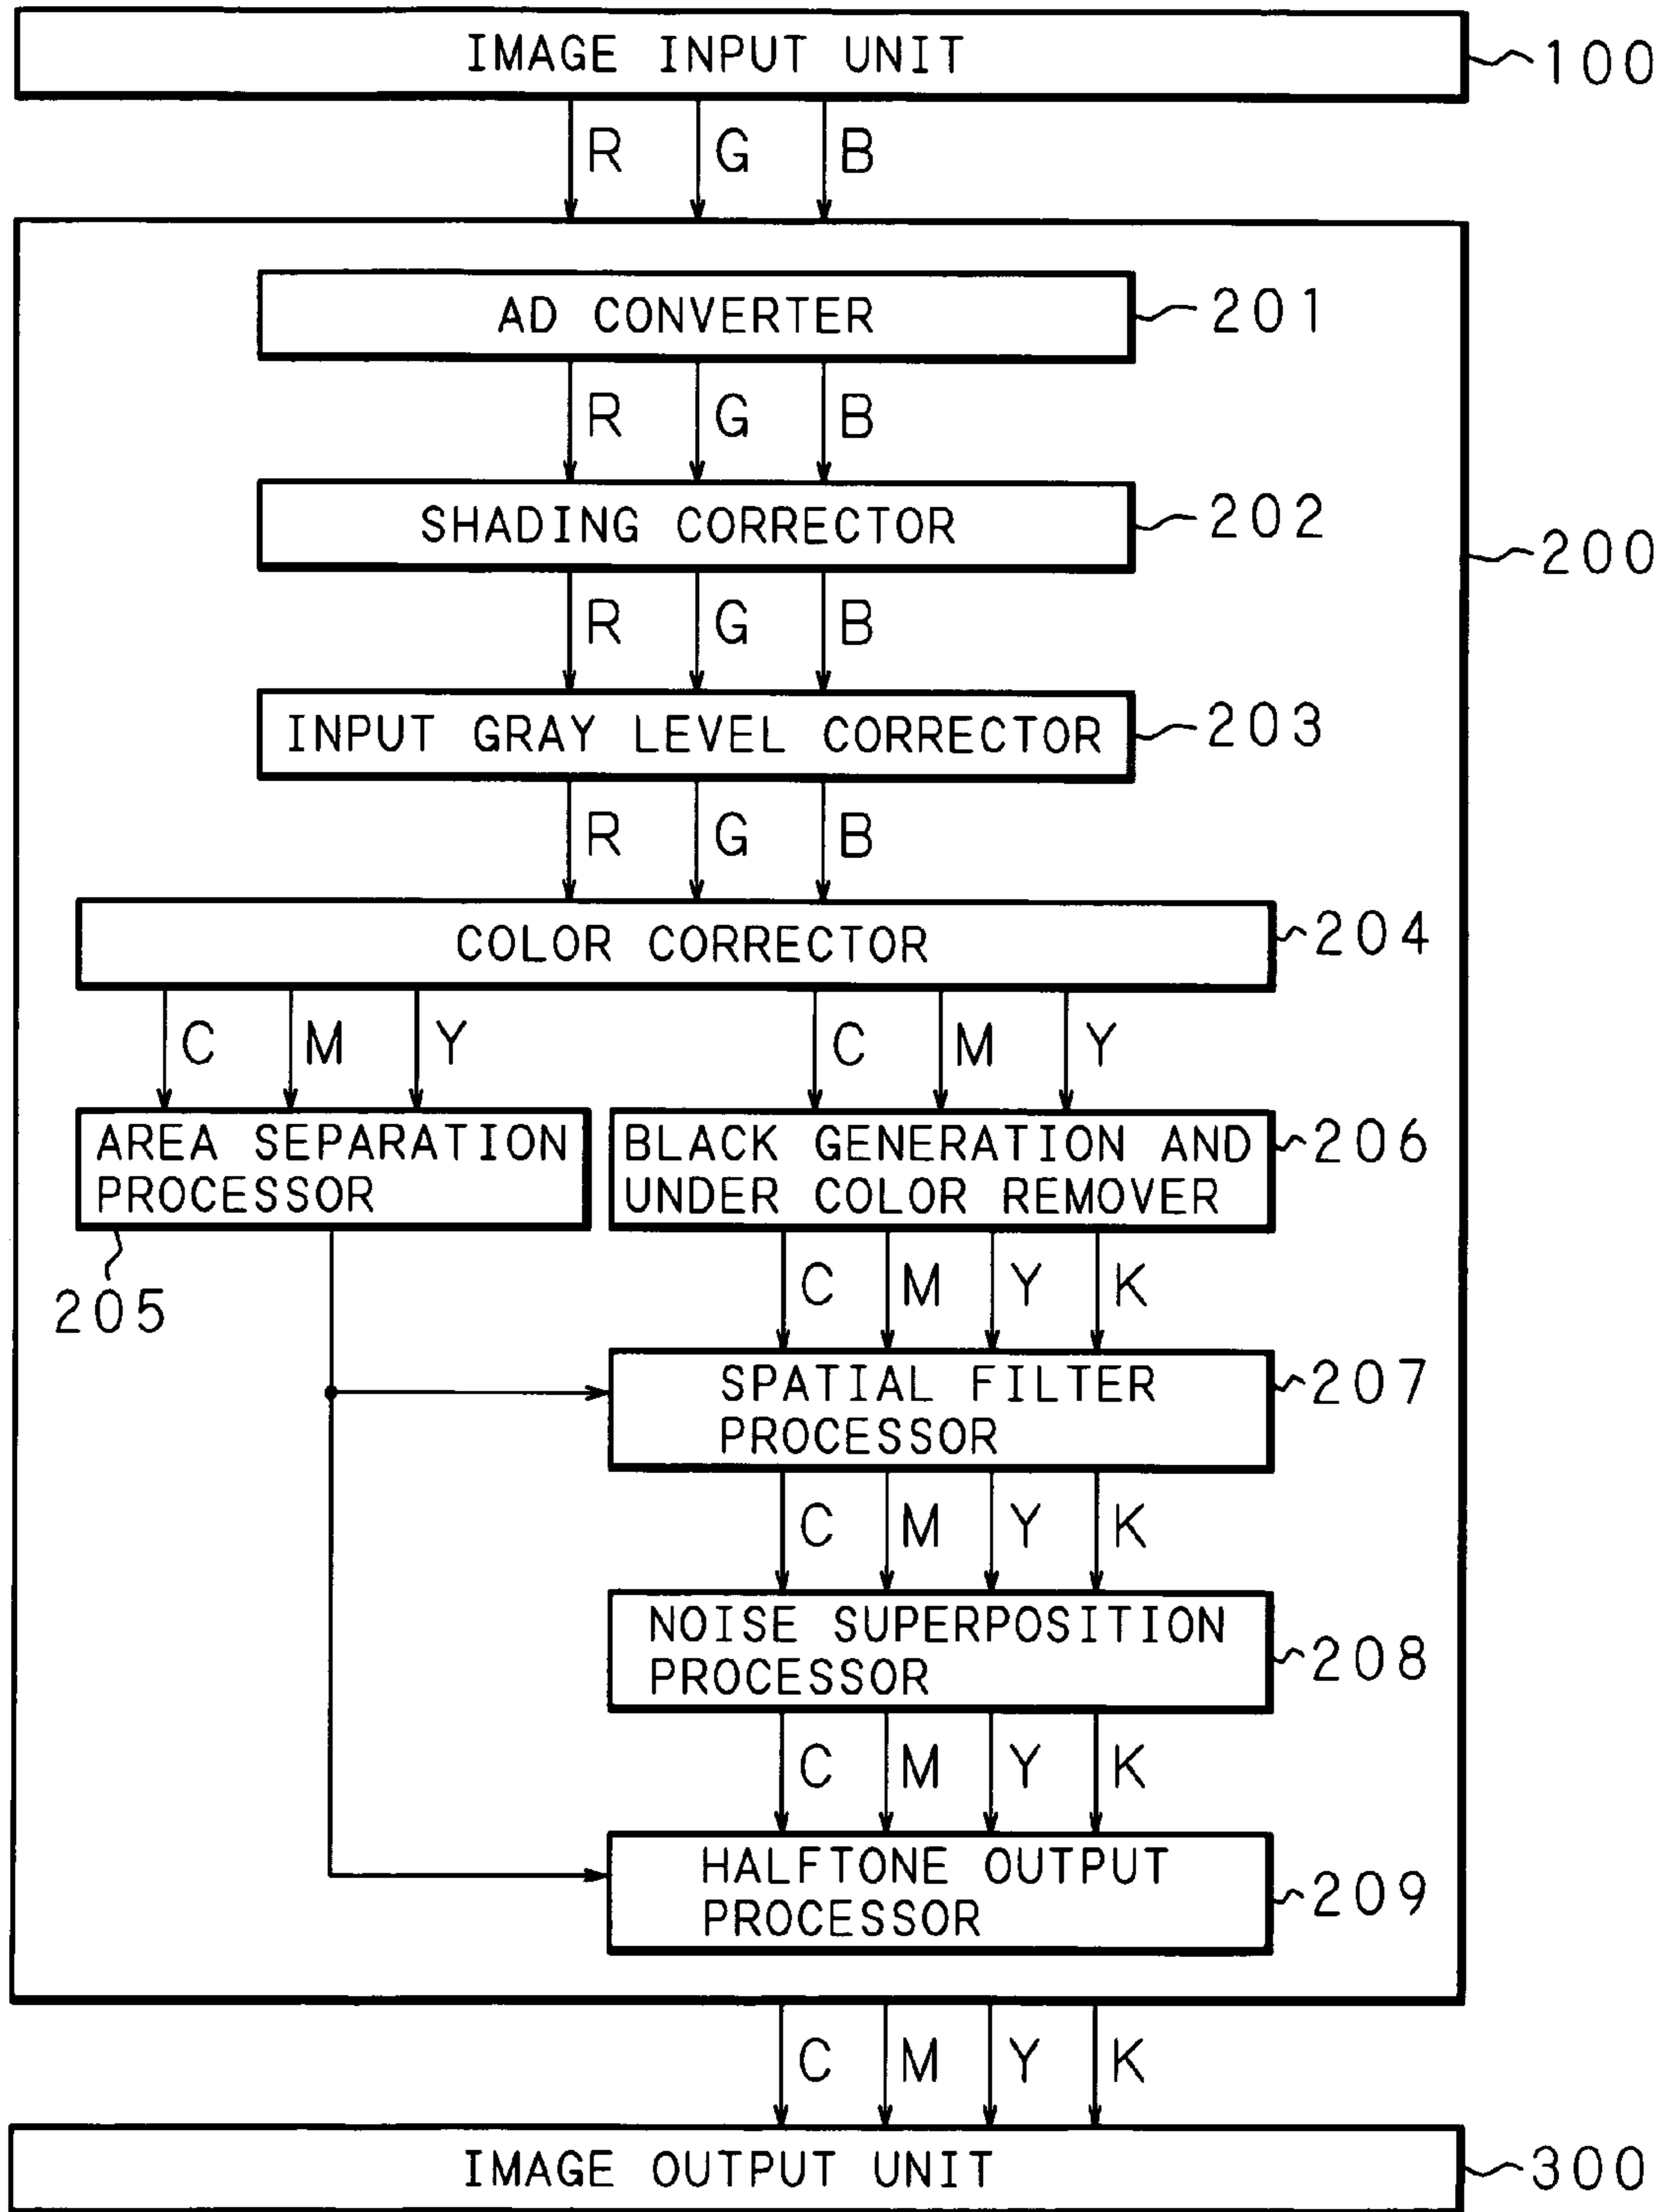 IMAGE INPUT UNIT
100
R G B
AD CONVERTER
201
R G B
SHADING CORRECTOR
202
200
R G B
INPUT GRAY LEVEL CORRECTOR
203
R G B
COLOR CORRECTOR
204
C M Y
C M Y
AREA SEPARATION
PROCESSOR
205
BLACK GENERATION AND
UNDER COLOR REMOVER
206
C M Y K
SPATIAL FILTER
PROCESSOR
207
C M Y K
NOISE SUPERPOSITION
PROCESSOR
208
C M Y K
HALFTONE OUTPUT
PROCESSOR
209
C M Y K
IMAGE OUTPUT UNIT
300